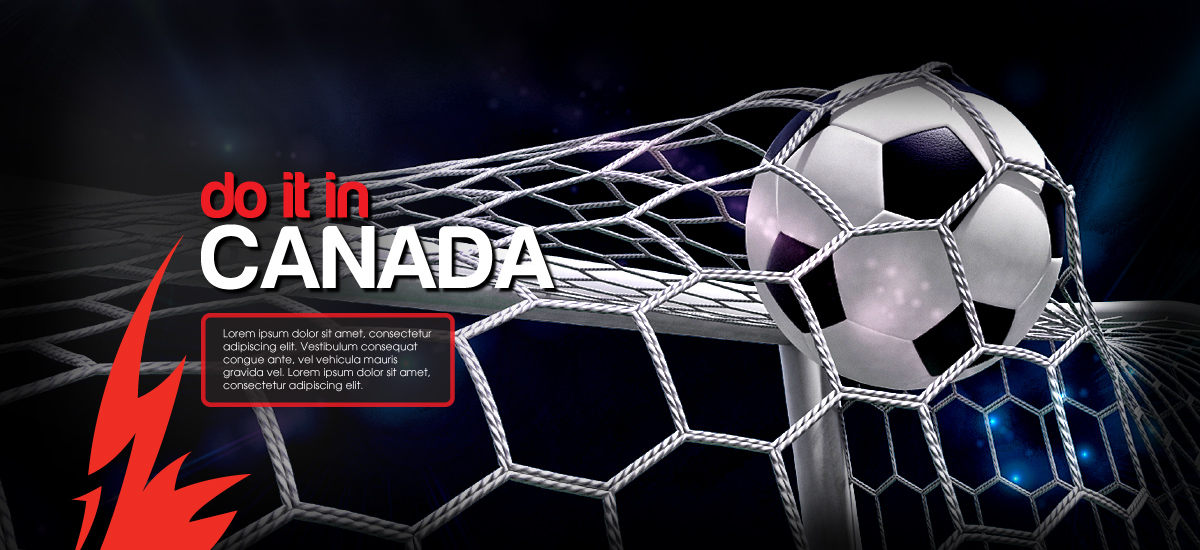 do it in
CANADA
Lorem ipsum dolor sit amet, consectetur
adipiscing elit. Vestibulum consequat
congue ante, vel vehicula mauris
gravida vel. Lorem ipsum dolor sit amet,
consectetur adipiscing elit.